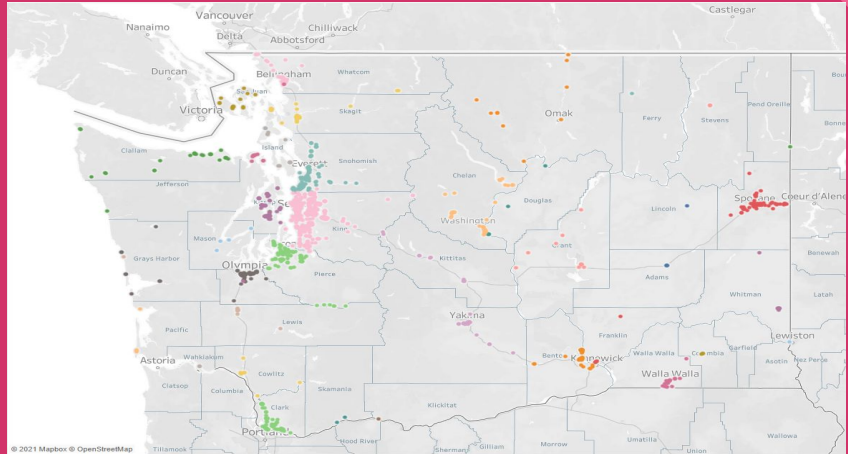 Castlegar
Vancouver
Nanaimo
Chilliwack
Delta
Abbotsford
Duncan
Whatcom
Bellingham
Omak
Pend Oreille
Ferry
Stevens
Victoria
Skagit
Island
Clallam
Snohomish
Everett
Chelan
Jefferson
Douglas
Spokane
Coeur d'Alene
Lincoln
Washington
Mason
King
Grant
Grays Harbor
Kittitas
Benewah
Olympia
Pierce
Adams
Whitman
Latah
Yakima
Lewis
Pacific
Franklin
Lewiston
Astoria
Wahkiakum
Benton
Kennewick
Walla Walla
Columbia
Garfield
Asotin
Nez Perce
Cowlitz
Walla Walla
Clatsop
Columbia
Skamania
Clark
Klickitat
Portland
Hood River
Umatilla
Wallowa
Tillamook
Sherman
Gilliam
Morrow
Union
© 2021 Mapbox © OpenStreetMap